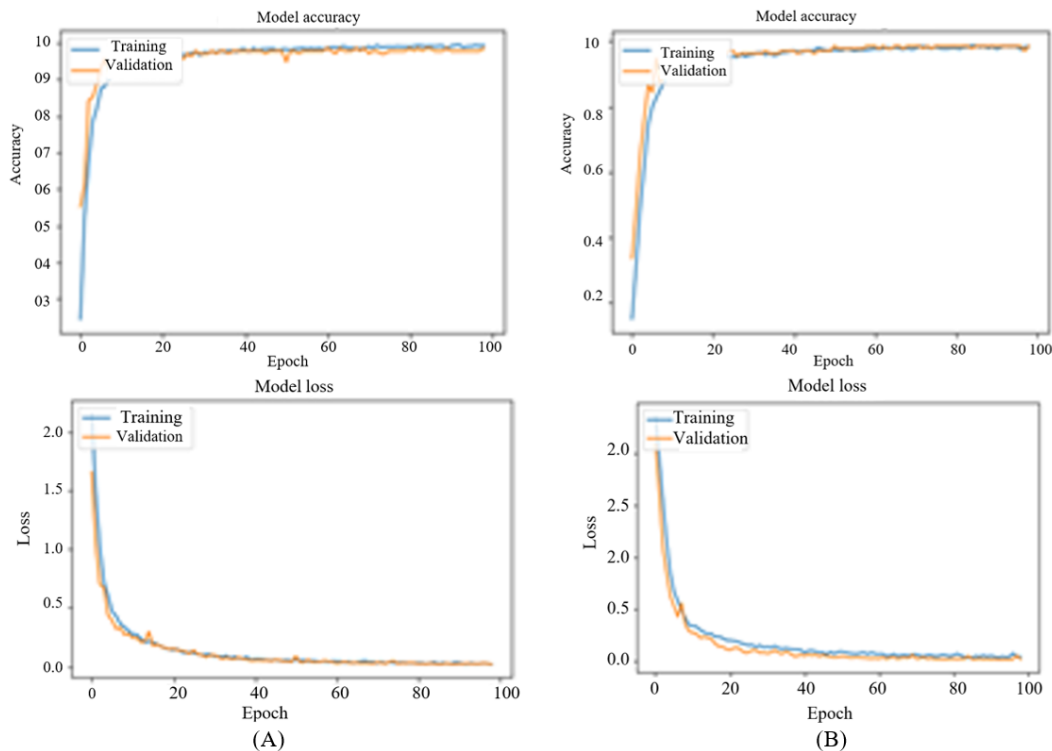 Model accuracy
10
09
08
07
06
05
04
03
Accuracy
Training
Validation
0 20 40 60 80 100
Epoch
Model accuracy
10
0.8
0.6
0.4
0.2
Accuracy
Training
Validation
0 20 40 60 80 100
Epoch
Model loss
2.0
1.5
1.0
0.5
0.0
Loss
Training
Validation
0 20 40 60 80 100
Epoch
(A)
Model loss
2.0
2.5
2.0
0.5
0.0
Loss
Training
Validation
0 20 40 60 80 100
Epoch
(B)